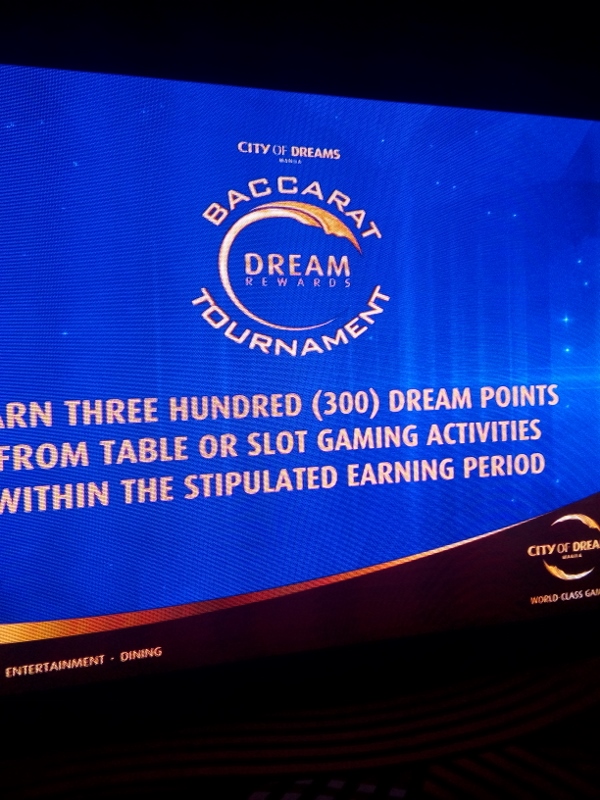 CITY OF DREAMS
MANILA
BACCARAT
DREAM
REWARDS
TOURNAMENT
ARN THREE HUNDRED (300) DREAM POINTS
FROM TABLE OR SLOT GAMING ACTIVITIES
WITHIN THE STIPULATED EARNING PERIOD
CITY OF DREA
MANILA
WORLD-CLASS GAM
ENTERTAINMENT · DINING